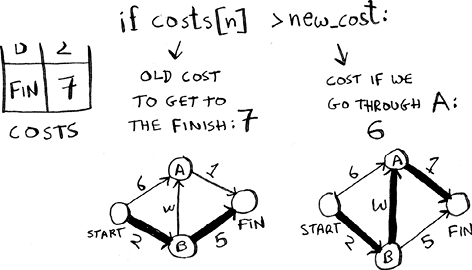 if costs[n] > new_cost:
D 2
FIN 7
COSTS
OLD COST
TO GET TO
THE FINISH: 7
COST IF WE
GO THROUGH A:
6
A
6 1
W
START FIN
2 5
B
A
6 1
W
START FIN
2 5
B